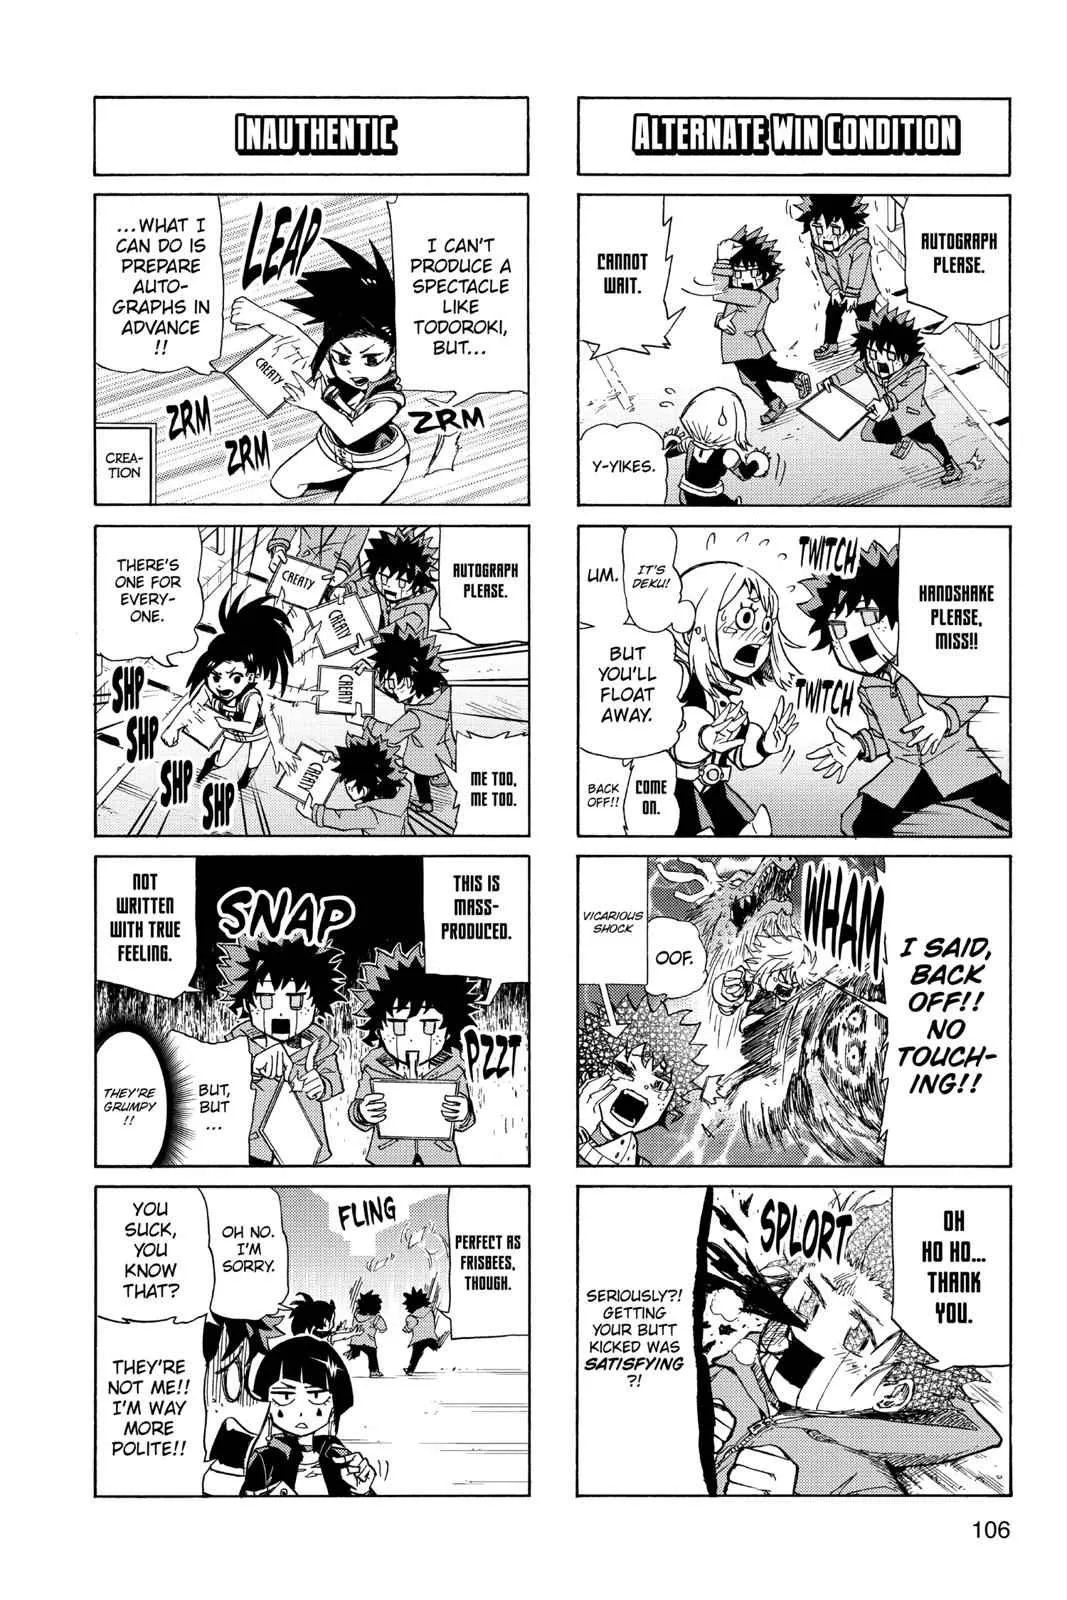 ALTERNATE WIN CONDITION
AUTOGRAPH
PLEASE.
CANNOT
WAIT.
Y-YIKES.
HANDSHAKE
PLEASE,
MISS!!
TWITCH
TWITCH
IT'S
DEKU!
UM.
BUT
YOU'LL
FLOAT
AWAY.
COME
ON.
BACK
OFF!!
I SAID,
BACK
OFF!!
NO
TOUCH-
ING!!
WHAM
OOF.
VICARIOUS
SHOCK
OH
HO HO...
THANK
YOU.
SPLORT
SERIOUSLY?!
GETTING
YOUR BUTT
KICKED WAS
SATISFYING
?!
INAUTHENTIC
I CAN'T
PRODUCE A
SPECTACLE
LIKE
TODOROKI,
BUT...
LEAP
...WHAT I
CAN DO IS
PREPARE
AUTO-
GRAPHS IN
ADVANCE
!!
CREATY
CREATY
ZRM
ZRM
ZRM
CREA-
TION
AUTOGRAPH
PLEASE.
THERE'S
ONE FOR
EVERY-
ONE.
CREATY
CREATY
CREATY
CREATY
SHP
SHP
SHP
SHP
ME TOO,
ME TOO.
THIS IS
MASS-
PRODUCED.
SNAP
NOT
WRITTEN
WITH TRUE
FEELING.
PZZT
BUT,
BUT
...
THEY'RE
GRUMPY
!!
PERFECT AS
FRISBEES,
THOUGH.
FLING
OH NO.
I'M
SORRY.
YOU
SUCK,
YOU
KNOW
THAT?
THEY'RE
NOT ME!!
I'M WAY
MORE
POLITE!!
106